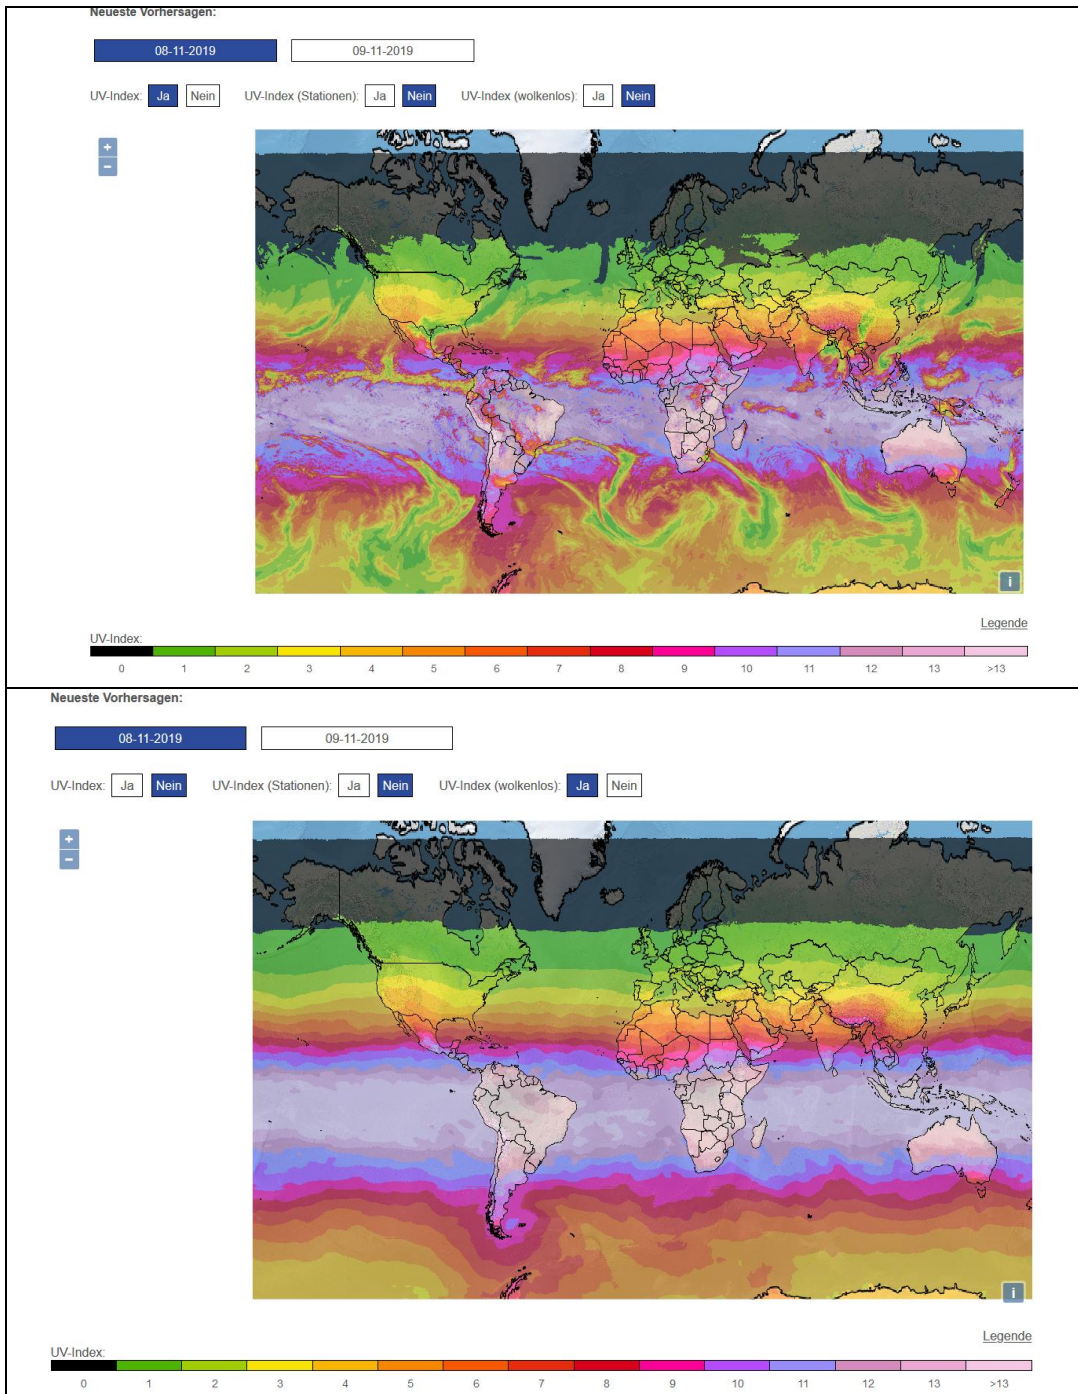 Neueste Vorhersagen:
08-11-2019 09-11-2019
UV-Index: Ja Nein UV-Index (Stationen): Ja Nein UV-Index (wolkenlos): Ja Nein
+
−
i
Legende
UV-Index:
0 1 2 3 4 5 6 7 8 9 10 11 12 13 >13
Neueste Vorhersagen:
08-11-2019 09-11-2019
UV-Index: Ja Nein UV-Index (Stationen): Ja Nein UV-Index (wolkenlos): Ja Nein
+
−
i
Legende
UV-Index:
0 1 2 3 4 5 6 7 8 9 10 11 12 13 >13